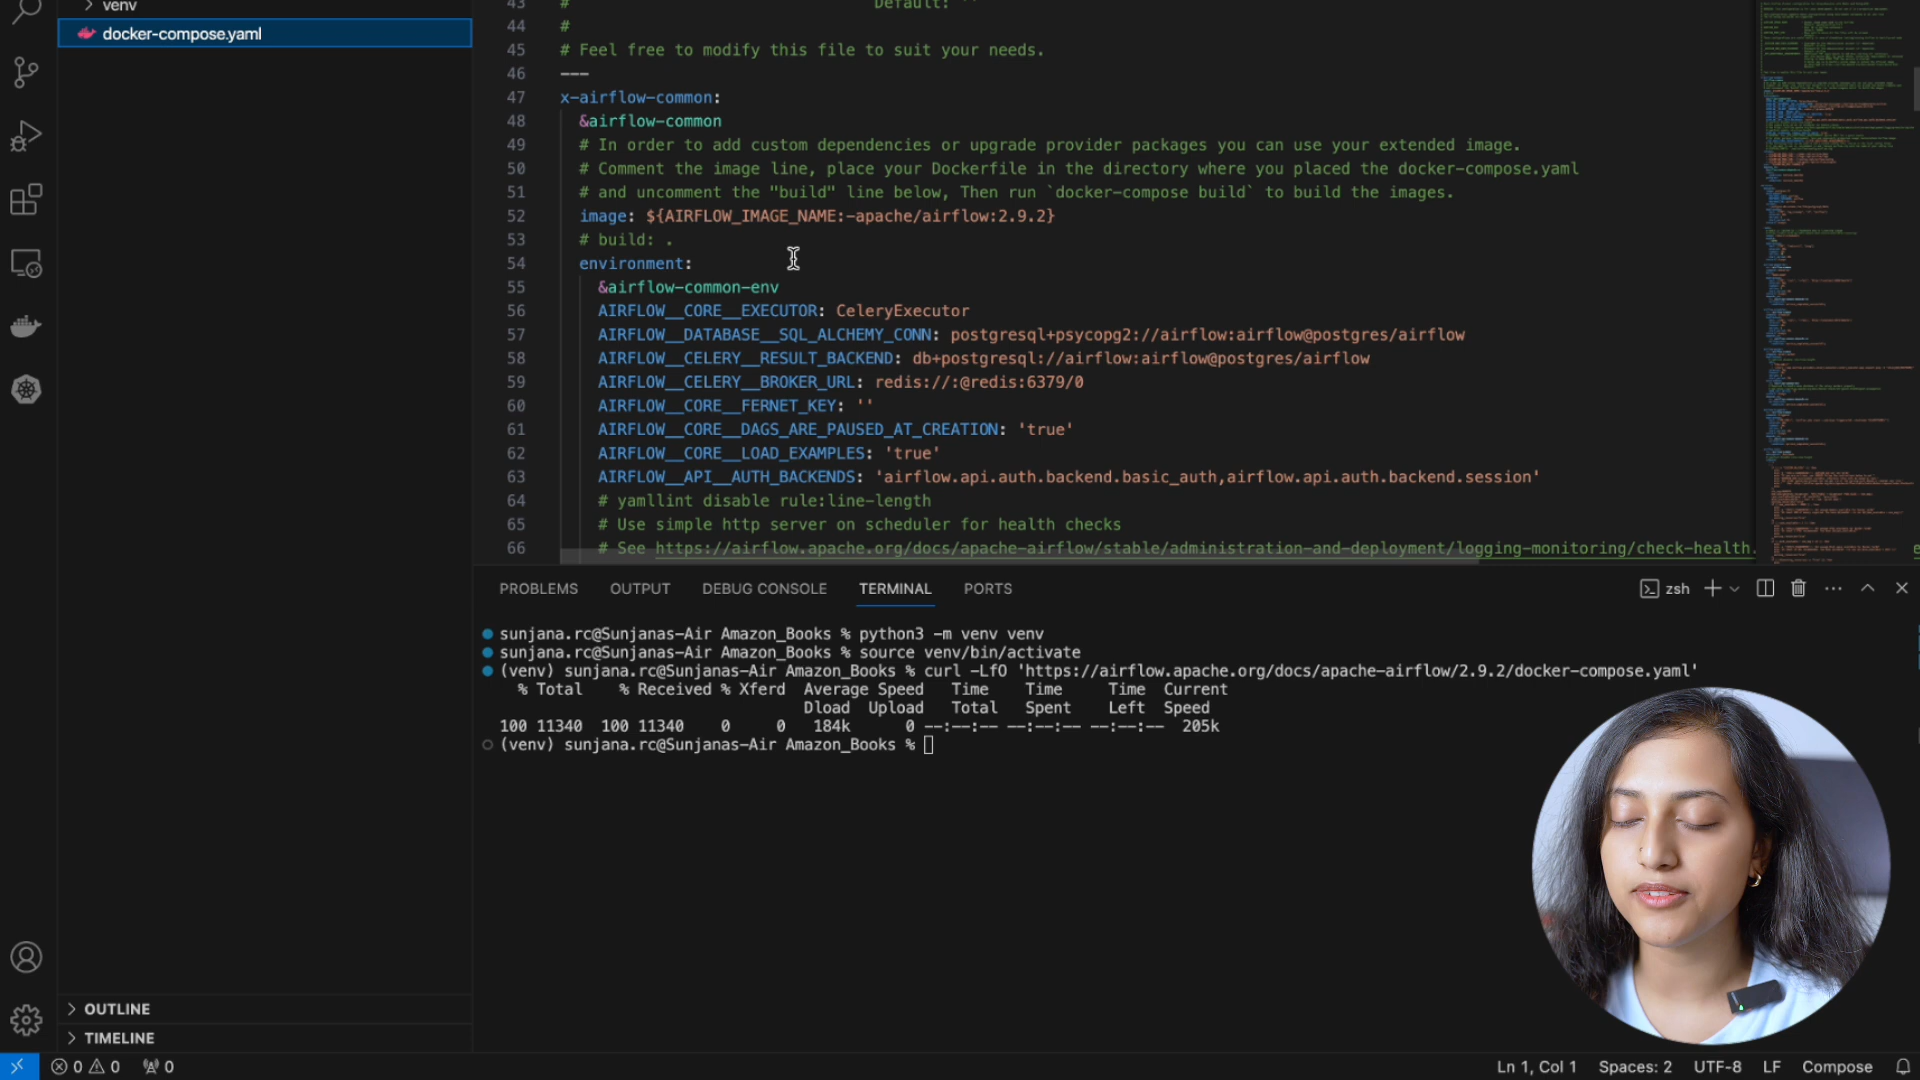 venv
docker-compose.yaml
43 # Default: ''
44 #
45 # Feel free to modify this file to suit your needs.
46 ---
47 x-airflow-common:
48 &airflow-common
49 # In order to add custom dependencies or upgrade provider packages you can use your extended image.
50 # Comment the image line, place your Dockerfile in the directory where you placed the docker-compose.yaml
51 # and uncomment the "build" line below, Then run `docker-compose build` to build the images.
52 image: ${AIRFLOW_IMAGE_NAME:-apache/airflow:2.9.2}
53 # build: .
54 environment:
55 &airflow-common-env
56 AIRFLOW__CORE__EXECUTOR: CeleryExecutor
57 AIRFLOW__DATABASE__SQL_ALCHEMY_CONN: postgresql+psycopg2://airflow:airflow@postgres/airflow
58 AIRFLOW__CELERY__RESULT_BACKEND: db+postgresql://airflow:airflow@postgres/airflow
59 AIRFLOW__CELERY__BROKER_URL: redis://:@redis:6379/0
60 AIRFLOW__CORE__FERNET_KEY: ''
61 AIRFLOW__CORE__DAGS_ARE_PAUSED_AT_CREATION: 'true'
62 AIRFLOW__CORE__LOAD_EXAMPLES: 'true'
63 AIRFLOW__API__AUTH_BACKENDS: 'airflow.api.auth.backend.basic_auth,airflow.api.auth.backend.session'
64 # yamllint disable rule:line-length
65 # Use simple http server on scheduler for health checks
66 # See https://airflow.apache.org/docs/apache-airflow/stable/administration-and-deployment/logging-monitoring/check-health.
PROBLEMS OUTPUT DEBUG CONSOLE TERMINAL PORTS zsh
sunjana.rc@Sunjanas-Air Amazon_Books % python3 -m venv venv
sunjana.rc@Sunjanas-Air Amazon_Books % source venv/bin/activate
(venv) sunjana.rc@Sunjanas-Air Amazon_Books % curl -LfO 'https://airflow.apache.org/docs/apache-airflow/2.9.2/docker-compose.yaml'
% Total % Received % Xferd Average Speed Time Time Time Current
Dload Upload Total Spent Left Speed
100 11340 100 11340 0 0 184k 0 --:--:-- --:--:-- --:--:-- 205k
(venv) sunjana.rc@Sunjanas-Air Amazon_Books %
OUTLINE
TIMELINE
0 0 0 Ln 1, Col 1 Spaces: 2 UTF-8 LF Compose